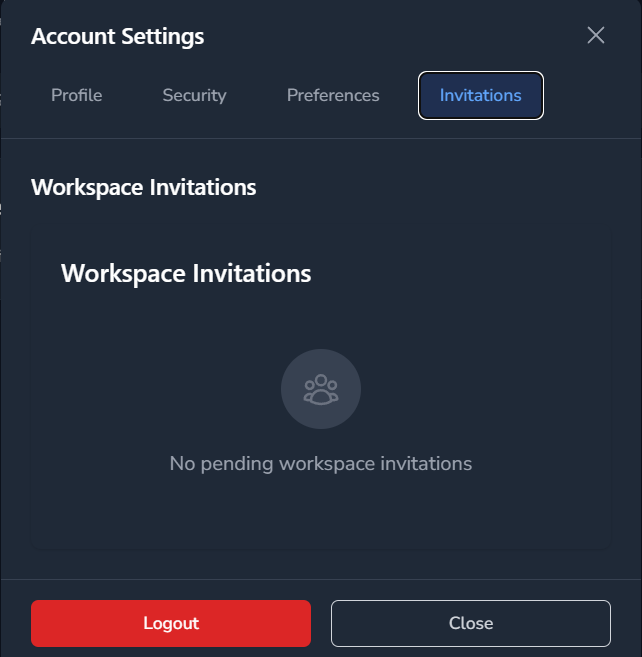 Account Settings
Profile Security Preferences Invitations
Workspace Invitations
Workspace Invitations
No pending workspace invitations
Logout Close